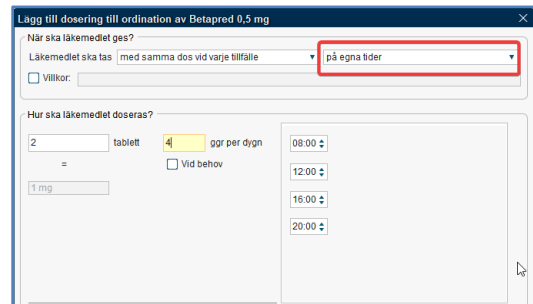 Lägg till dosering till ordination av Betapred 0,5 mg
När ska läkemedlet ges?
Läkemedlet ska tas med samma dos vid varje tillfälle på egna tider
Villkor:
Hur ska läkemedlet doseras?
2 tablett 4 ggr per dygn 08:00
= Vid behov 12:00
1 mg 16:00
20:00